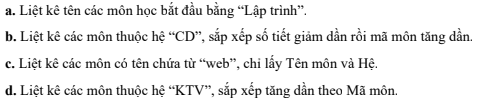 a. Liệt kê tên các môn học bắt đầu bằng “Lập trình”.
b. Liệt kê các môn thuộc hệ “CD”, sắp xếp số tiết giảm dần rồi mã môn tăng dần.
c. Liệt kê các môn có tên chứa từ “web”, chỉ lấy Tên môn và Hệ.
d. Liệt kê các môn thuộc hệ “KTV”, sắp xếp tăng dần theo Mã môn.